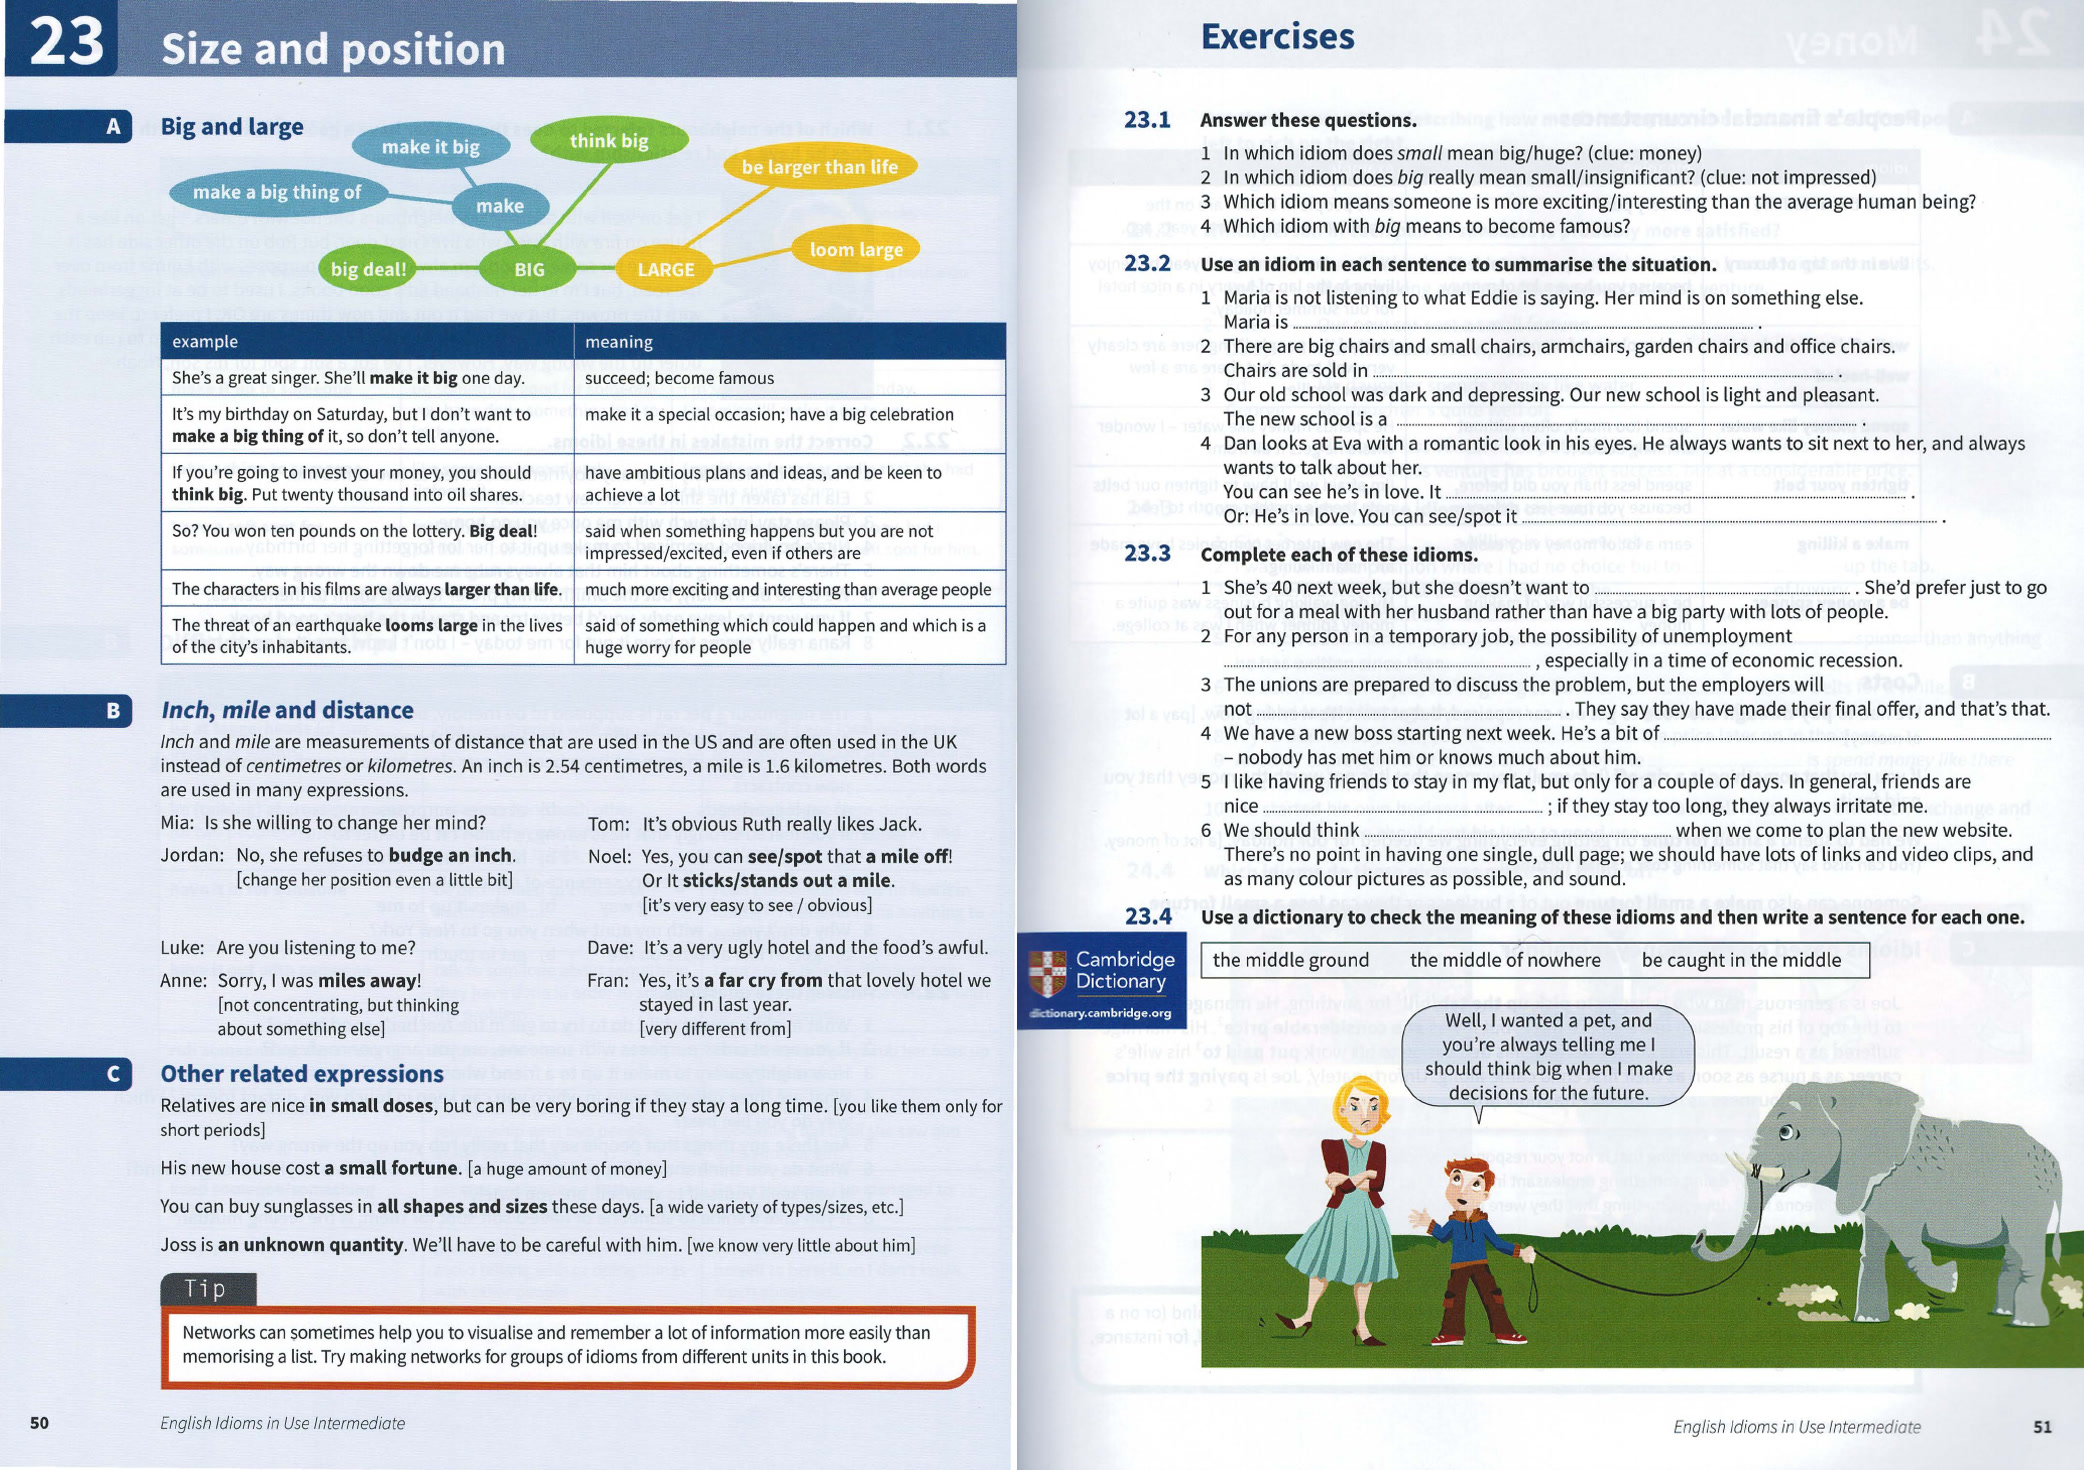 23
Size and position
A
Big and large
make it big
think big
be larger than life
make a big thing of
make
loom large
big deal!
BIG
LARGE
example
meaning
She's a great singer. She'll make it big one day.
succeed; become famous
It's my birthday on Saturday, but I don't want to
make a big thing of it, so don't tell anyone.
make it a special occasion; have a big celebration
If you're going to invest your money, you should
think big. Put twenty thousand into oil shares.
have ambitious plans and ideas, and be keen to
achieve a lot
So? You won ten pounds on the lottery. Big deal!
said when something happens but you are not
impressed/excited, even if others are
The characters in his films are always larger than life.
much more exciting and interesting than average people
The threat of an earthquake looms large in the lives
of the city's inhabitants.
said of something which could happen and which is a
huge worry for people
B
Inch, mile and distance
Inch and mile are measurements of distance that are used in the US and are often used in the UK
instead of centimetres or kilometres. An inch is 2.54 centimetres, a mile is 1.6 kilometres. Both words
are used in many expressions.
Mia: Is she willing to change her mind?
Jordan: No, she refuses to budge an inch.
[change her position even a little bit]
Tom: It's obvious Ruth really likes Jack.
Noel: Yes, you can see/spot that a mile off!
Or It sticks/stands out a mile.
[it's very easy to see / obvious]
Luke: Are you listening to me?
Anne: Sorry, I was miles away!
[not concentrating, but thinking
about something else]
Dave: It's a very ugly hotel and the food's awful.
Fran: Yes, it's a far cry from that lovely hotel we
stayed in last year.
[very different from]
C
Other related expressions
Relatives are nice in small doses, but can be very boring if they stay a long time. [you like them only for
short periods]
His new house cost a small fortune. [a huge amount of money]
You can buy sunglasses in all shapes and sizes these days. [a wide variety of types/sizes, etc.]
Joss is an unknown quantity. We'll have to be careful with him. [we know very little about him]
Tip
Networks can sometimes help you to visualise and remember a lot of information more easily than
memorising a list. Try making networks for groups of idioms from different units in this book.
50
English Idioms in Use Intermediate
Exercises
23.1 Answer these questions.
1 In which idiom does small mean big/huge? (clue: money)
2 In which idiom does big really mean small/insignificant? (clue: not impressed)
3 Which idiom means someone is more exciting/interesting than the average human being?
4 Which idiom with big means to become famous?
23.2 Use an idiom in each sentence to summarise the situation.
1 Maria is not listening to what Eddie is saying. Her mind is on something else.
Maria is .
2 There are big chairs and small chairs, armchairs, garden chairs and office chairs.
Chairs are sold in .
3 Our old school was dark and depressing. Our new school is light and pleasant.
The new school is a .
4 Dan looks at Eva with a romantic look in his eyes. He always wants to sit next to her, and always
wants to talk about her.
You can see he's in love. It .
Or: He's in love. You can see/spot it .
23.3 Complete each of these idioms.
1 She's 40 next week, but she doesn't want to . She'd prefer just to go
out for a meal with her husband rather than have a big party with lots of people.
2 For any person in a temporary job, the possibility of unemployment
, especially in a time of economic recession.
3 The unions are prepared to discuss the problem, but the employers will
not . They say they have made their final offer, and that's that.
4 We have a new boss starting next week. He's a bit of
– nobody has met him or knows much about him.
5 I like having friends to stay in my flat, but only for a couple of days. In general, friends are
nice ; if they stay too long, they always irritate me.
6 We should think when we come to plan the new website.
There's no point in having one single, dull page; we should have lots of links and video clips, and
as many colour pictures as possible, and sound.
23.4 Use a dictionary to check the meaning of these idioms and then write a sentence for each one.
Cambridge
Dictionary
dictionary.cambridge.org
the middle ground the middle of nowhere be caught in the middle
Well, I wanted a pet, and
you're always telling me I
should think big when I make
decisions for the future.
English Idioms in Use Intermediate
51